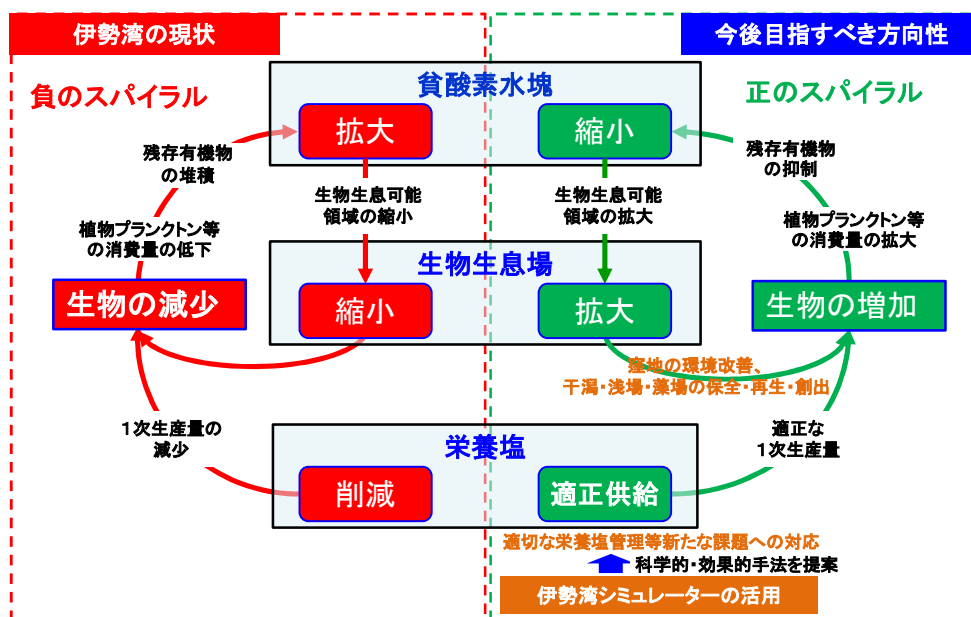 伊勢湾の現状
今後目指すべき方向性
負のスパイラル
貧酸素水塊
正のスパイラル
拡大
縮小
残存有機物
の堆積
残存有機物
の抑制
生物生息可能
領域の縮小
生物生息可能
領域の拡大
植物プランクトン等
の消費量の低下
植物プランクトン等
の消費量の拡大
生物生息場
生物の減少
縮小
拡大
生物の増加
窪地の環境改善、
干潟・浅場・藻場の保全・再生・創出
1次生産量の
減少
適正な
1次生産量
栄養塩
削減
適正供給
適切な栄養塩管理等新たな課題への対応
科学的・効果的手法を提案
伊勢湾シミュレーターの活用